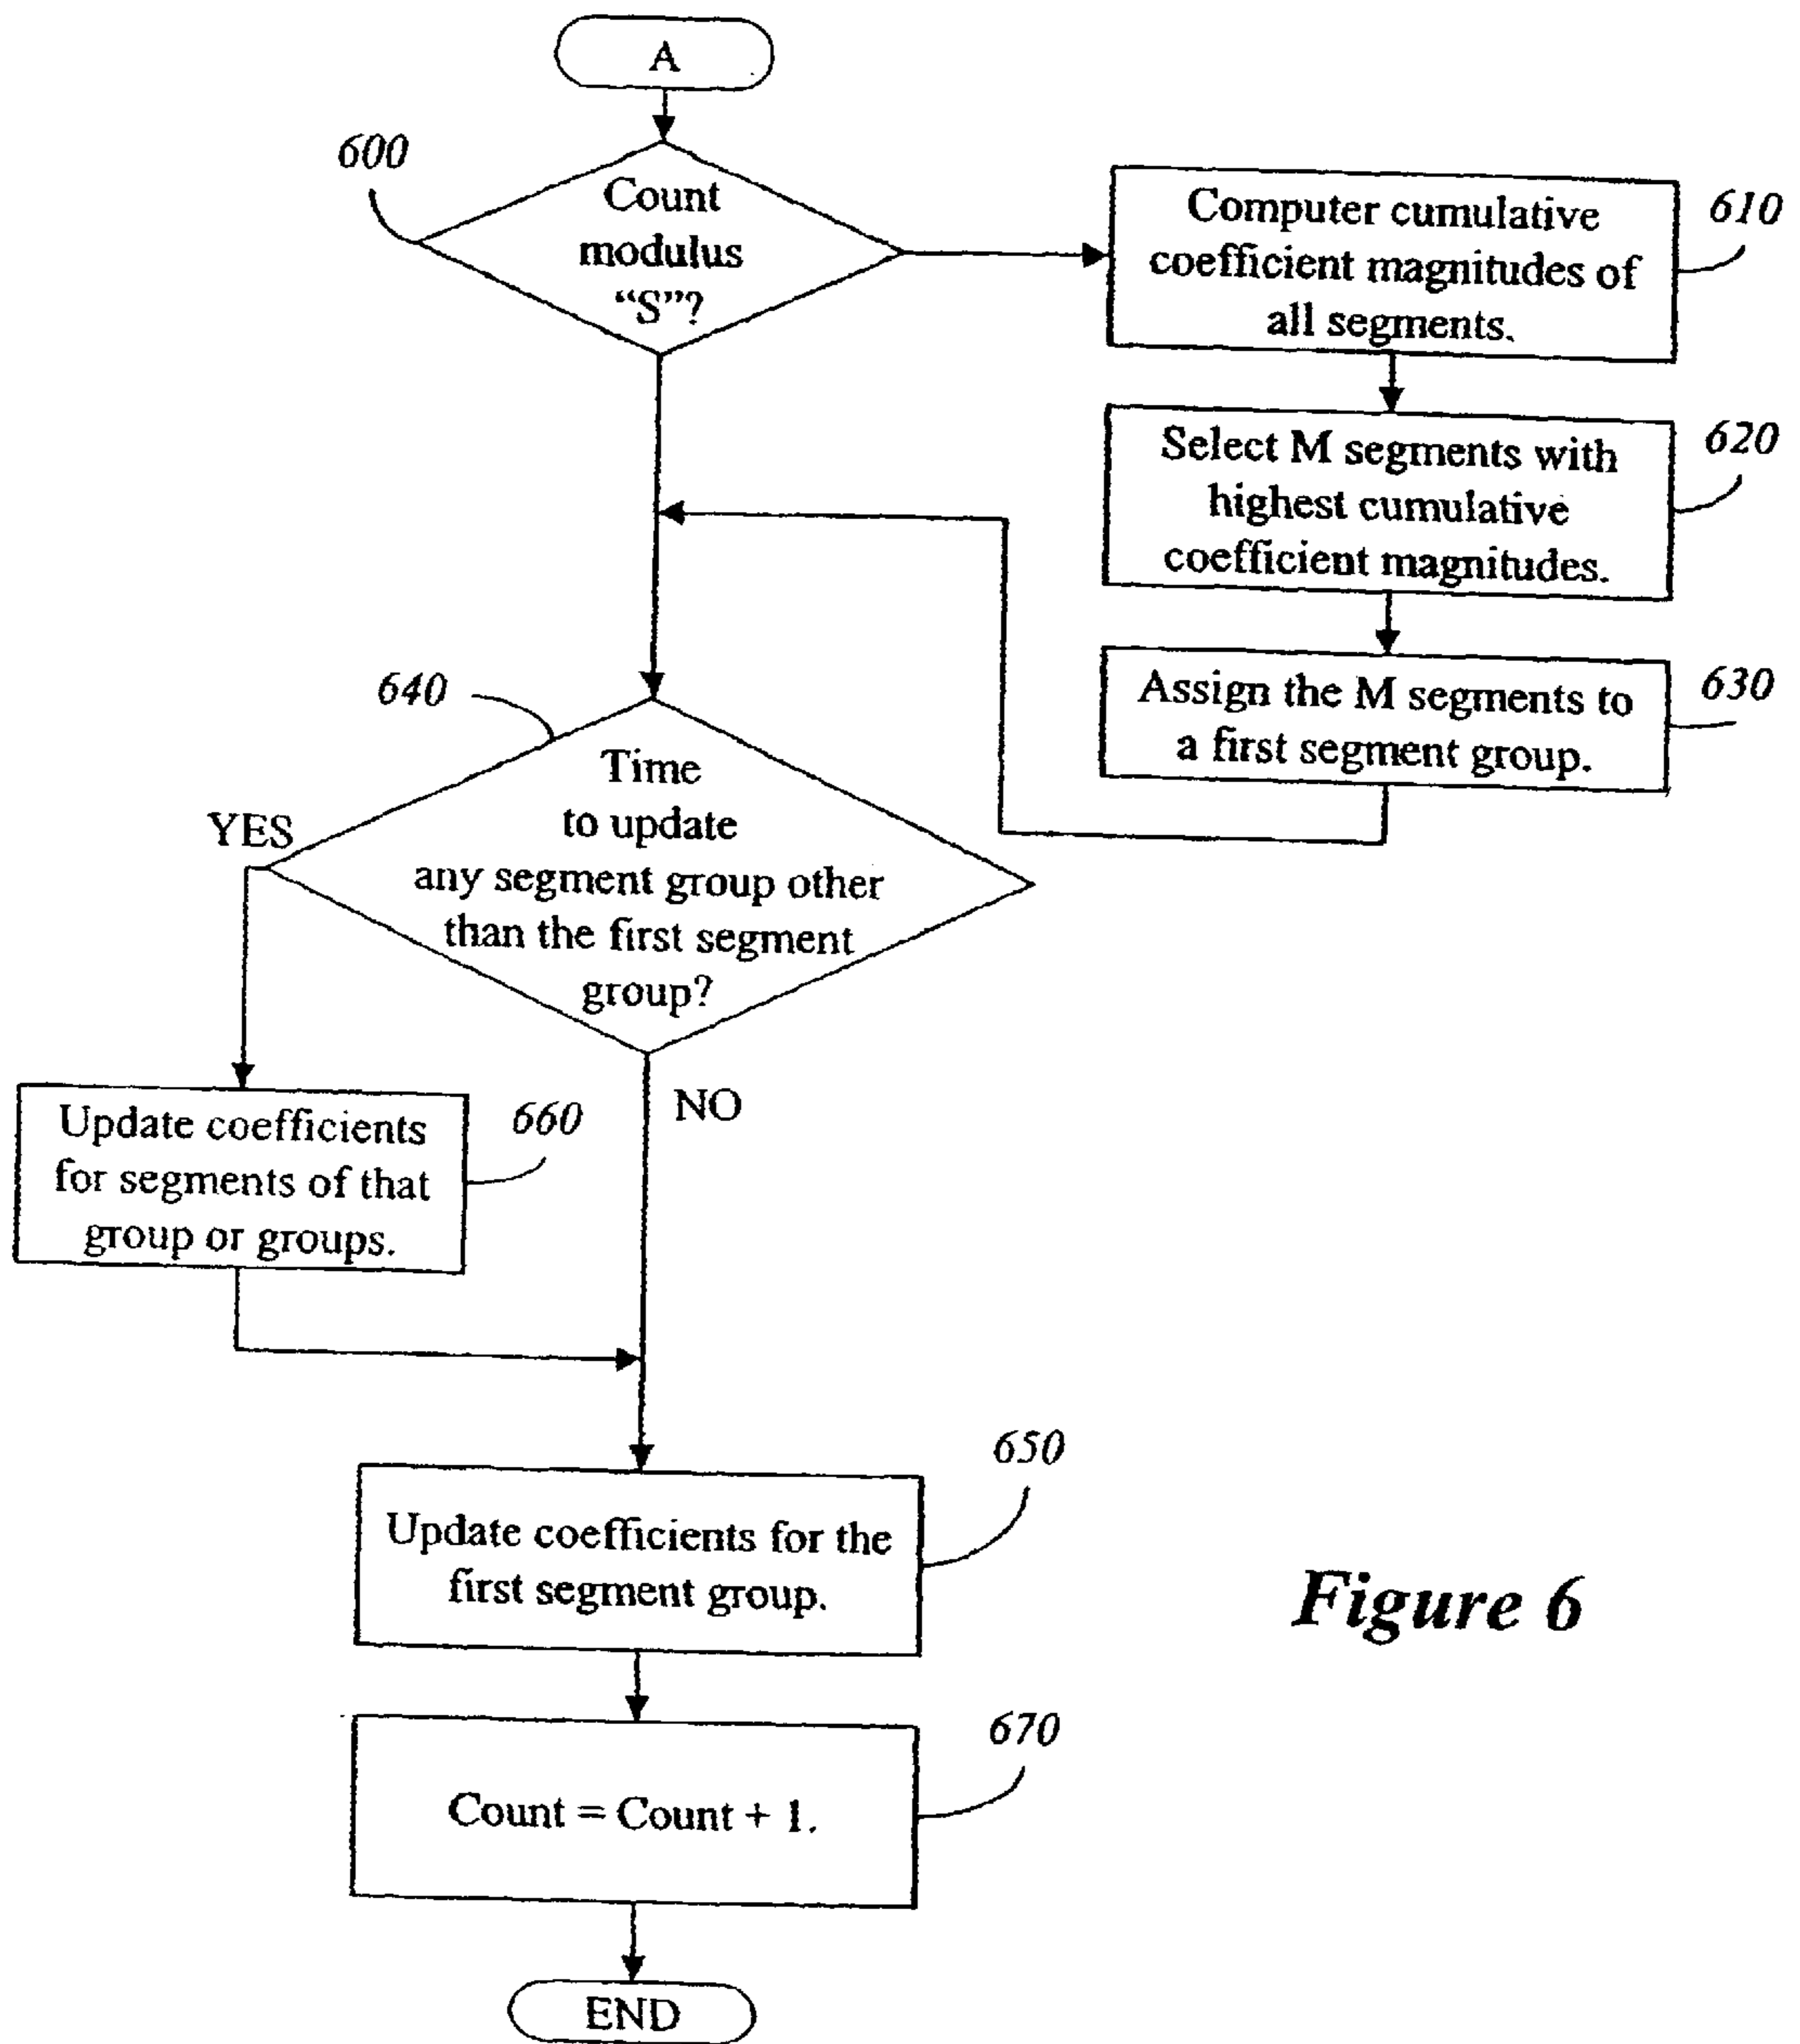 A
600
Count
modulus
“S”?
Computer cumulative
coefficient magnitudes of
all segments.
610
Select M segments with
highest cumulative
coefficient magnitudes.
620
Assign the M segments to
a first segment group.
630
640
Time
to update
any segment group other
than the first segment
group?
YES
NO
Update coefficients
for segments of that
group or groups.
660
Update coefficients for the
first segment group.
650
Count = Count + 1.
670
END
Figure 6